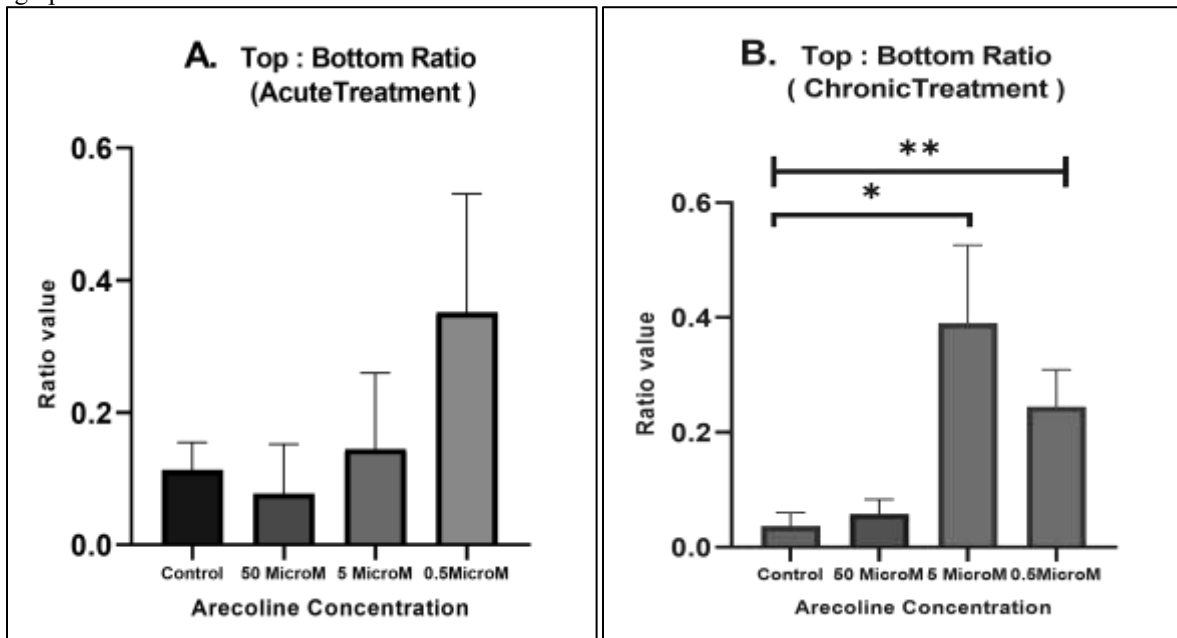 A. Top : Bottom Ratio
(AcuteTreatment )
0.6
0.4
0.2
0.0
Ratio value
Control 50 MicroM 5 MicroM 0.5MicroM
Arecoline Concentration
B. Top : Bottom Ratio
( ChronicTreatment )
**
*
0.6
0.4
0.2
0.0
Ratio value
Control 50 MicroM 5 MicroM 0.5MicroM
Arecoline Concentration